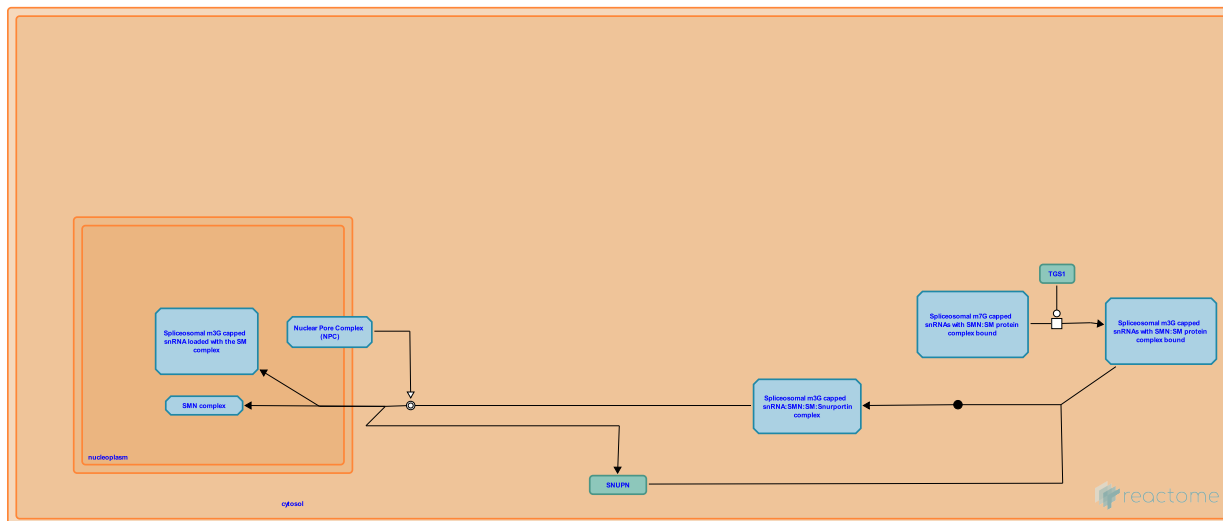 TGS1
Spliceosomal m7G capped
snRNAs with SMN:SM protein
complex bound
Spliceosomal m3G capped
snRNAs with SMN:SM protein
complex bound
Spliceosomal m3G capped
snRNA loaded with the SM
complex
Nuclear Pore Complex
(NPC)
SMN complex
Spliceosomal m3G capped
snRNA:SMN:SM:Snurportin
complex
nucleoplasm
SNUPN
cytosol
reactome